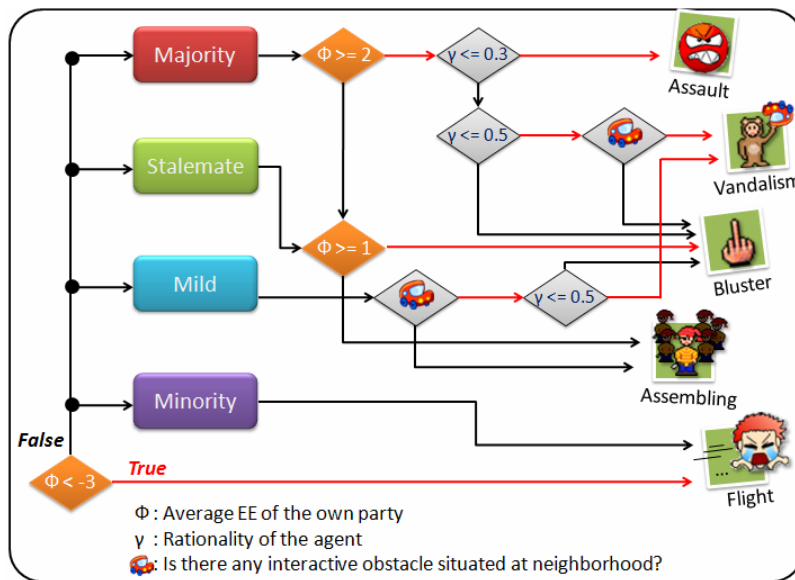 Majority
Φ >= 2
γ <= 0.3
Assault
Stalemate
γ <= 0.5
Vandalism
Φ >= 1
Bluster
Mild
γ <= 0.5
Assembling
Minority
False
True
Φ < -3
...
Flight
Φ : Average EE of the own party
γ : Rationality of the agent
: Is there any interactive obstacle situated at neighborhood?